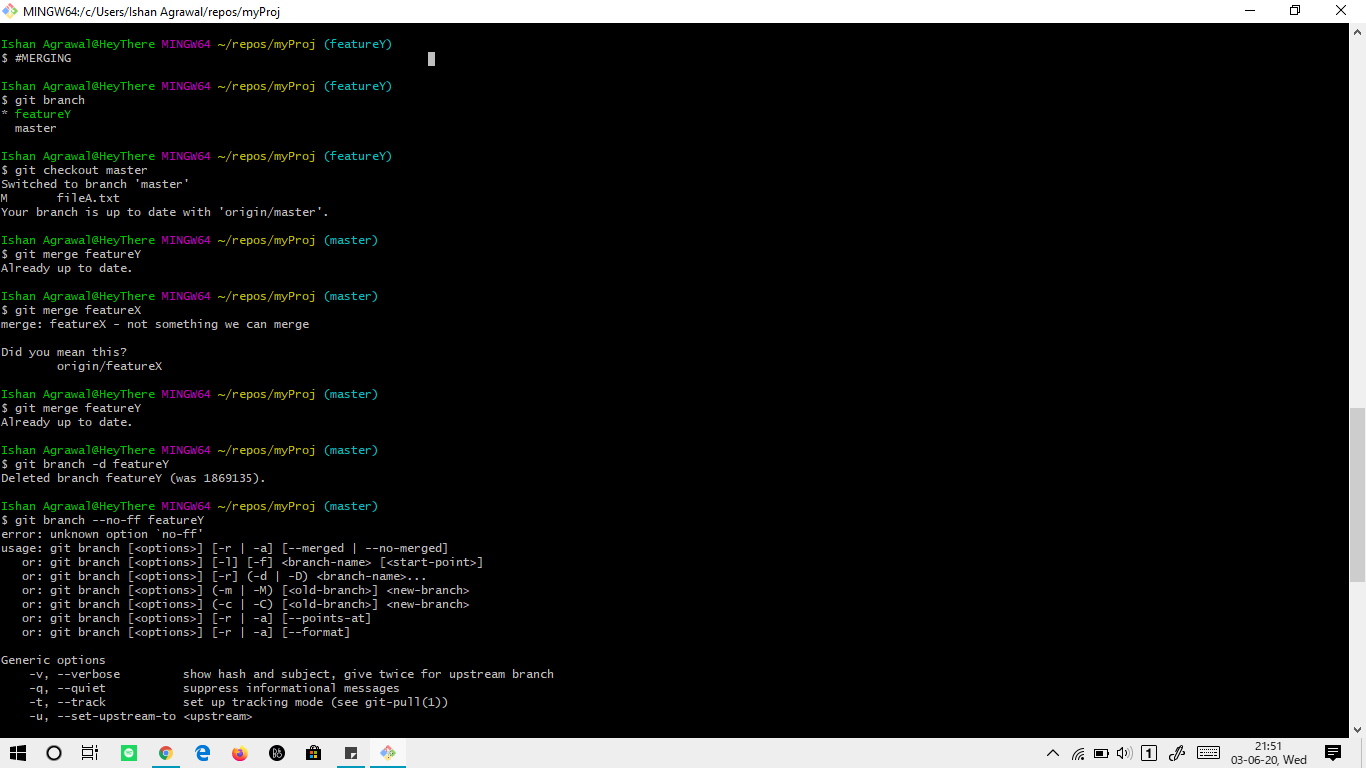 MINGW64:/c/Users/Ishan Agrawal/repos/myProj
Ishan Agrawal@HeyThere MINGW64 ~/repos/myProj (featureY)
$ #MERGING
Ishan Agrawal@HeyThere MINGW64 ~/repos/myProj (featureY)
$ git branch
* featureY
  master
Ishan Agrawal@HeyThere MINGW64 ~/repos/myProj (featureY)
$ git checkout master
Switched to branch 'master'
M       fileA.txt
Your branch is up to date with 'origin/master'.
Ishan Agrawal@HeyThere MINGW64 ~/repos/myProj (master)
$ git merge featureY
Already up to date.
Ishan Agrawal@HeyThere MINGW64 ~/repos/myProj (master)
$ git merge featureX
merge: featureX - not something we can merge
Did you mean this?
        origin/featureX
Ishan Agrawal@HeyThere MINGW64 ~/repos/myProj (master)
$ git merge featureY
Already up to date.
Ishan Agrawal@HeyThere MINGW64 ~/repos/myProj (master)
$ git branch -d featureY
Deleted branch featureY (was 1869135).
Ishan Agrawal@HeyThere MINGW64 ~/repos/myProj (master)
$ git branch --no-ff featureY
error: unknown option `no-ff'
usage: git branch [<options>] [-r | -a] [--merged | --no-merged]
   or: git branch [<options>] [-l] [-f] <branch-name> [<start-point>]
   or: git branch [<options>] [-r] (-d | -D) <branch-name>...
   or: git branch [<options>] (-m | -M) [<old-branch>] <new-branch>
   or: git branch [<options>] (-c | -C) [<old-branch>] <new-branch>
   or: git branch [<options>] [-r | -a] [--points-at]
   or: git branch [<options>] [-r | -a] [--format]
Generic options
    -v, --verbose         show hash and subject, give twice for upstream branch
    -q, --quiet           suppress informational messages
    -t, --track           set up tracking mode (see git-pull(1))
    -u, --set-upstream-to <upstream>
1
21:51
03-06-20, Wed